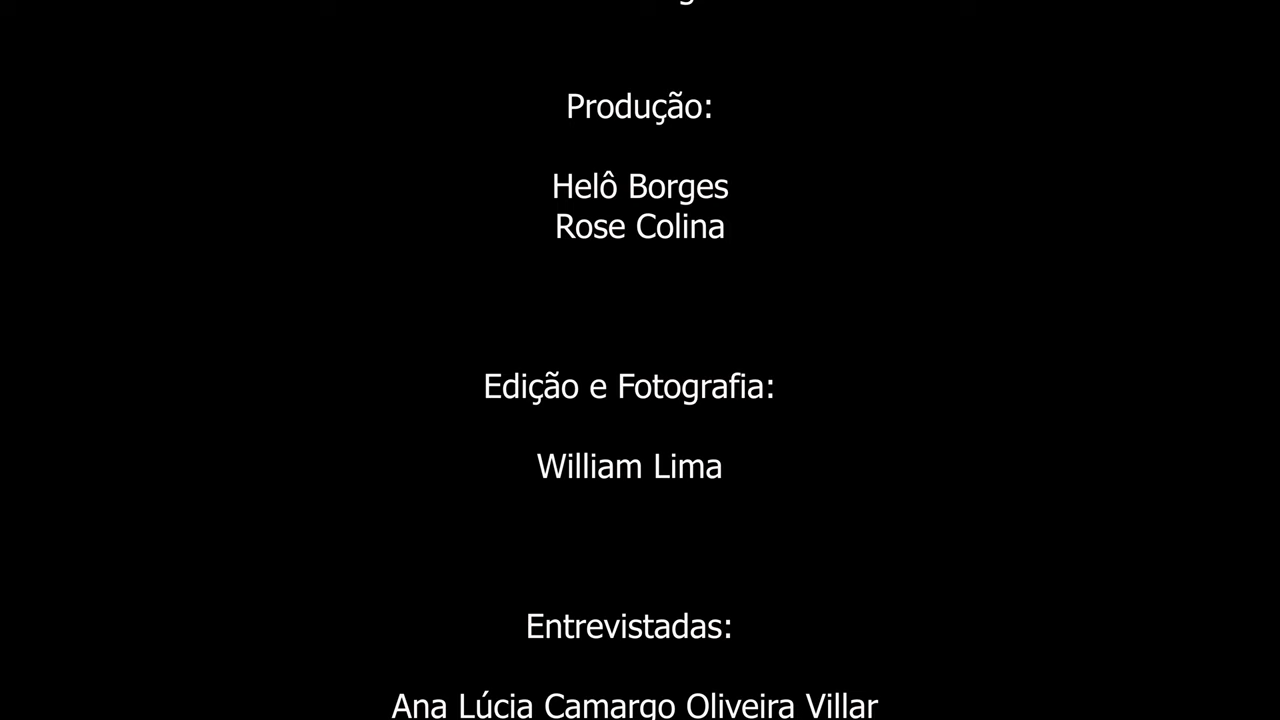 Produção:
Helô Borges
Rose Colina
Edição e Fotografia:
William Lima
Entrevistadas:
Ana Lúcia Camargo Oliveira Villar